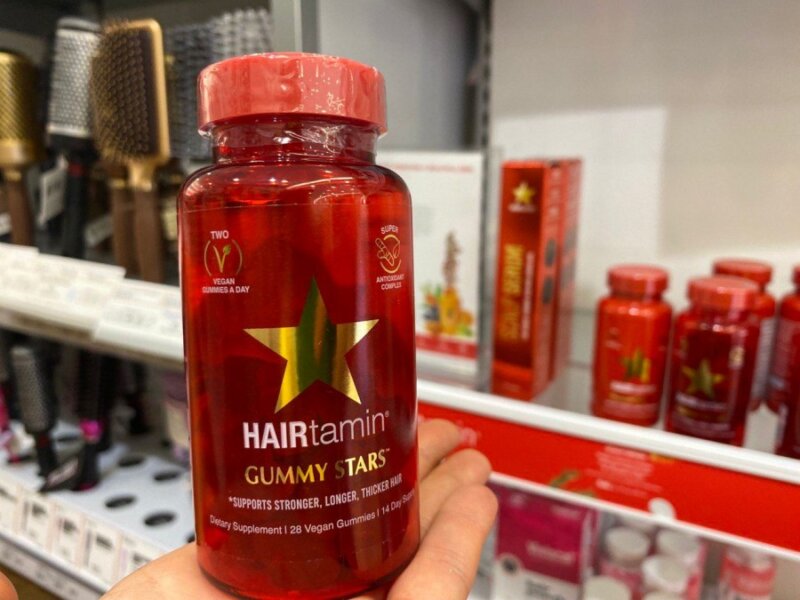 TWO
VEGAN
GUMMIES A DAY
SUPER
ANTIOXIDANT
COMPLEX
HAIRtamin®
GUMMY STARS™
*SUPPORTS STRONGER, LONGER, THICKER HAIR
Dietary Supplement | 28 Vegan Gummies | 14 Day